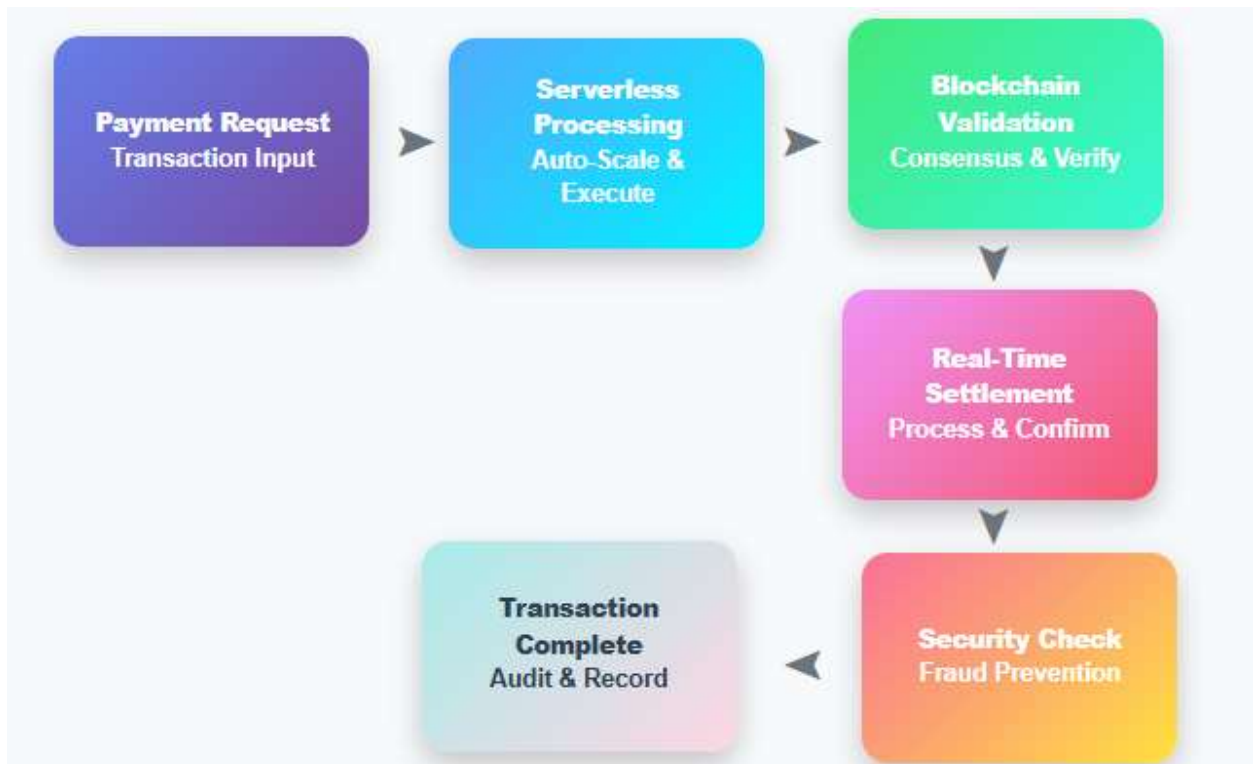 Payment Request
Transaction Input
Serverless
Processing
Auto-Scale &
Execute
Blockchain
Validation
Consensus & Verify
Real-Time
Settlement
Process & Confirm
Security Check
Fraud Prevention
Transaction
Complete
Audit & Record